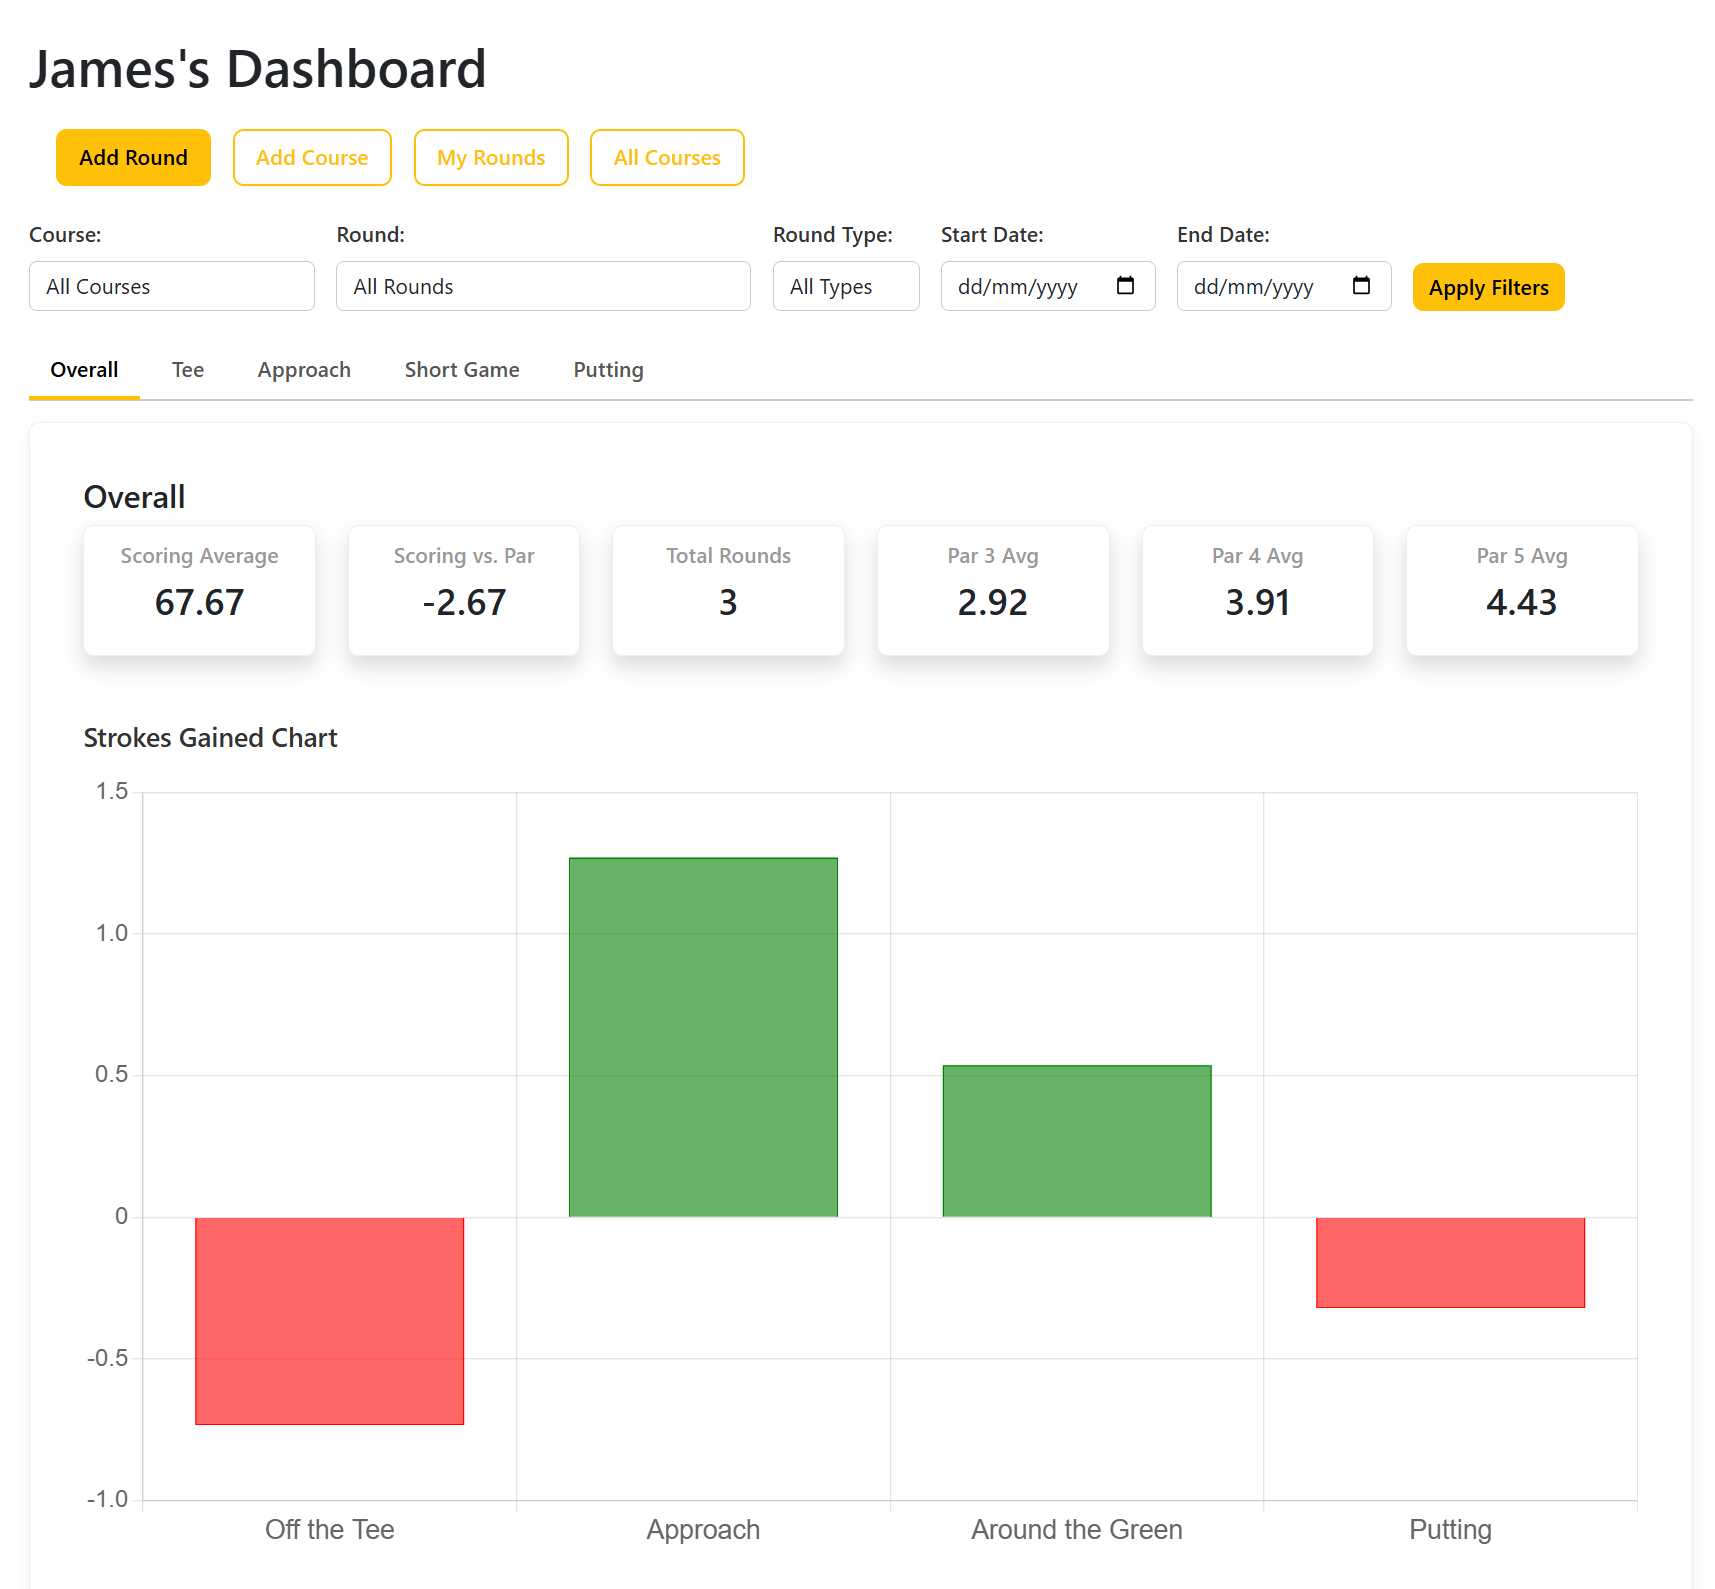 James's Dashboard
Add Round Add Course My Rounds All Courses
Course: Round: Round Type: Start Date: End Date:
All Courses All Rounds All Types dd/mm/yyyy dd/mm/yyyy Apply Filters
Overall Tee Approach Short Game Putting
Overall
Scoring Average Scoring vs. Par Total Rounds Par 3 Avg Par 4 Avg Par 5 Avg
67.67 -2.67 3 2.92 3.91 4.43
Strokes Gained Chart
1.5
1.0
0.5
0
-0.5
-1.0
Off the Tee Approach Around the Green Putting